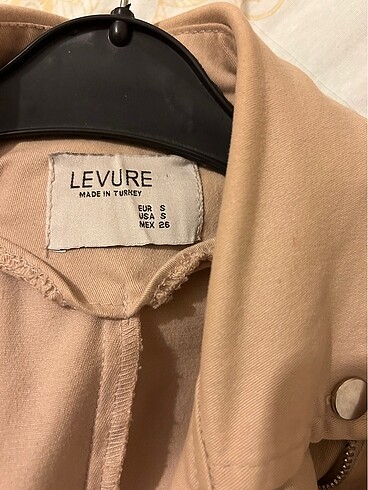 LEVURE
MADE IN TURKEY
EUR S
USA S
MEX 26